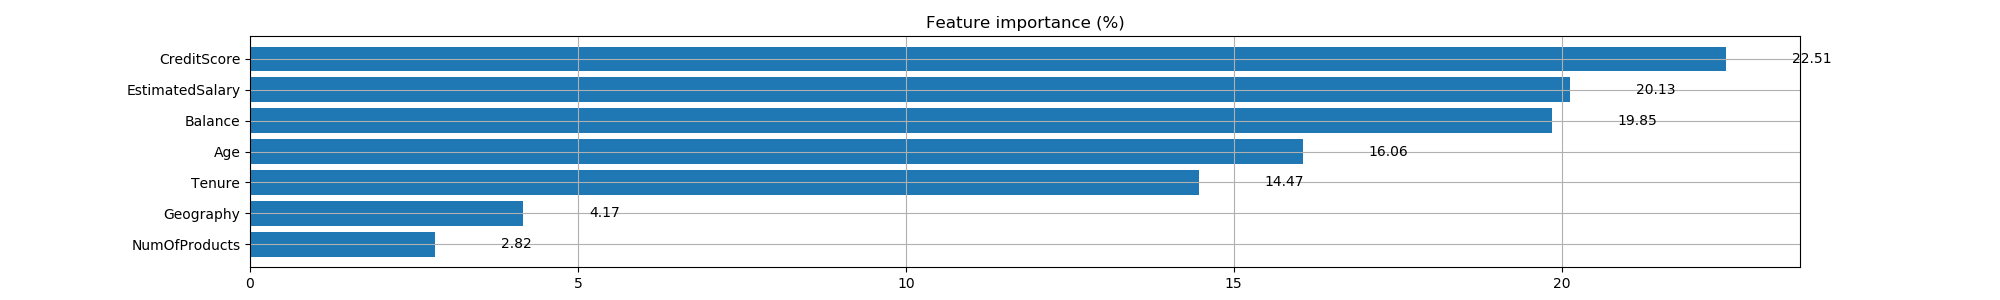 Feature importance (%)
CreditScore 22.51
EstimatedSalary 20.13
Balance 19.85
Age 16.06
Tenure 14.47
Geography 4.17
NumOfProducts 2.82
0 5 10 15 20